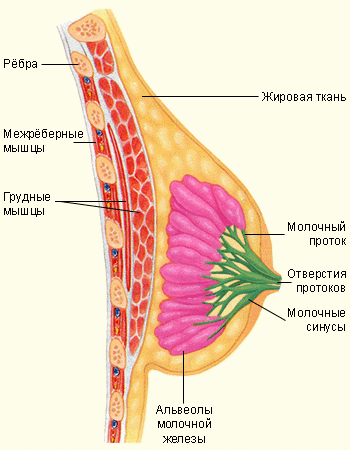 Рёбра
Жировая ткань
Межрёберные
мышцы
Грудные
мышцы
Молочный
проток
Отверстия
протоков
Молочные
синусы
Альвеолы
молочной
железы